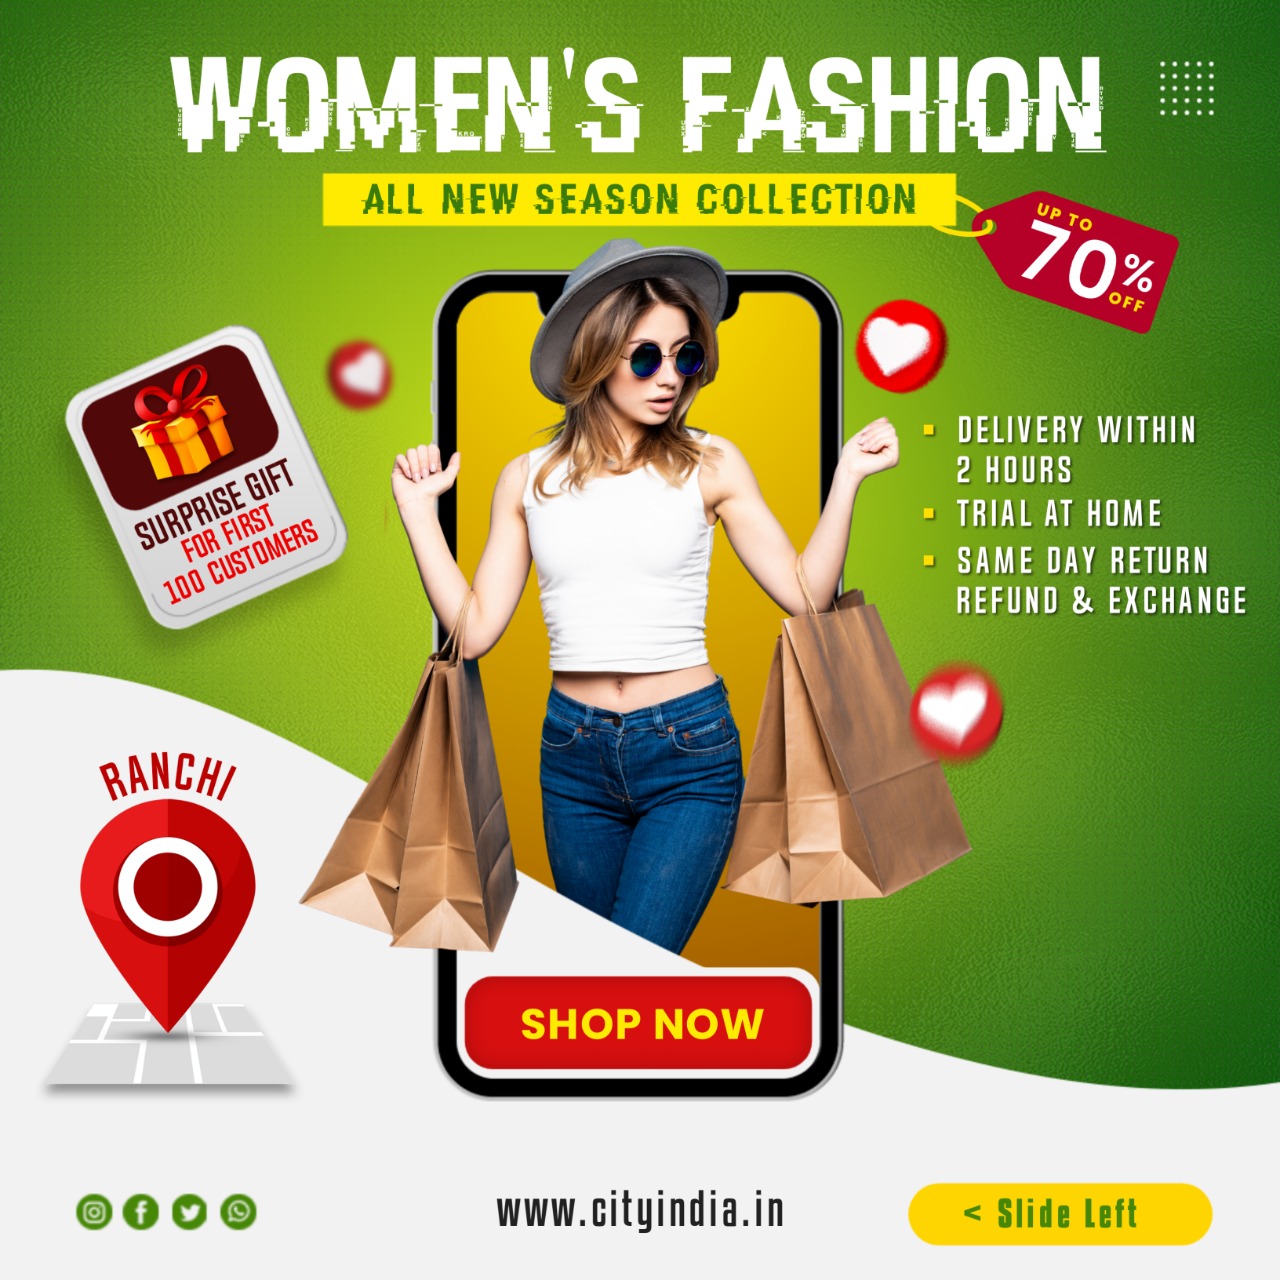 WOMEN'S FASHION
ALL NEW SEASON COLLECTION
UP TO
70%
OFF
SURPRISE GIFT
FOR FIRST
100 CUSTOMERS
DELIVERY WITHIN
2 HOURS
TRIAL AT HOME
SAME DAY RETURN
REFUND & EXCHANGE
RANCHI
SHOP NOW
www.cityindia.in
< Slide Left